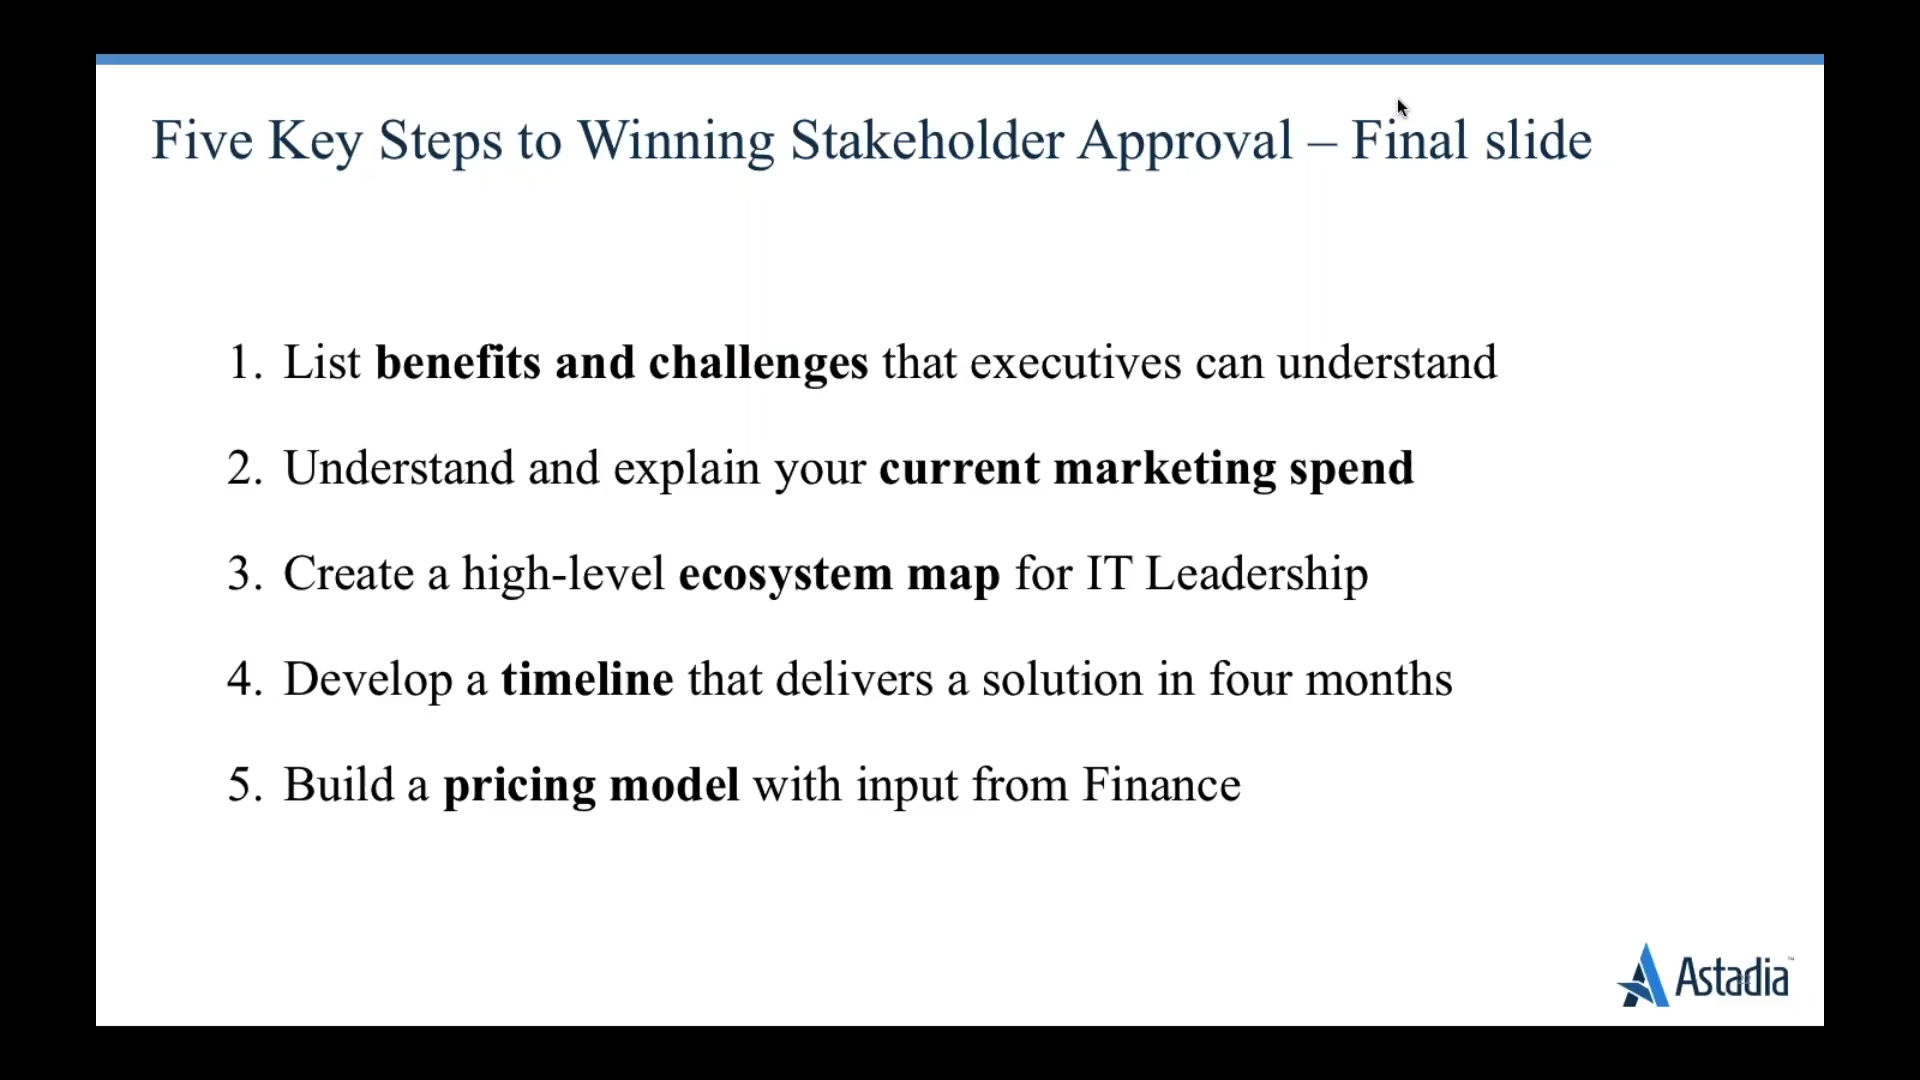 Five Key Steps to Winning Stakeholder Approval – Final slide
1. List benefits and challenges that executives can understand
2. Understand and explain your current marketing spend
3. Create a high-level ecosystem map for IT Leadership
4. Develop a timeline that delivers a solution in four months
5. Build a pricing model with input from Finance
Astadia™